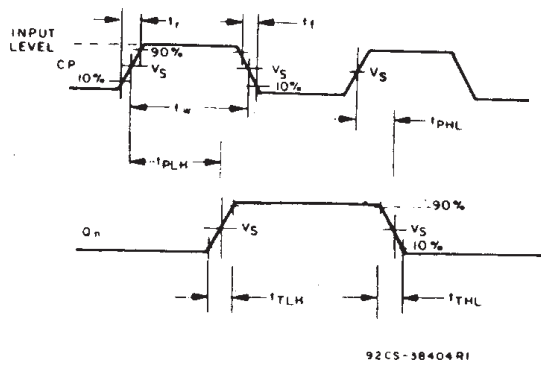 INPUT LEVEL
CP
tr
tf
90%
VS
10%
VS
10%
VS
tw
tPLH
tPHL
Qn
VS
90%
VS
10%
tTLH
tTHL
92CS-38404R1